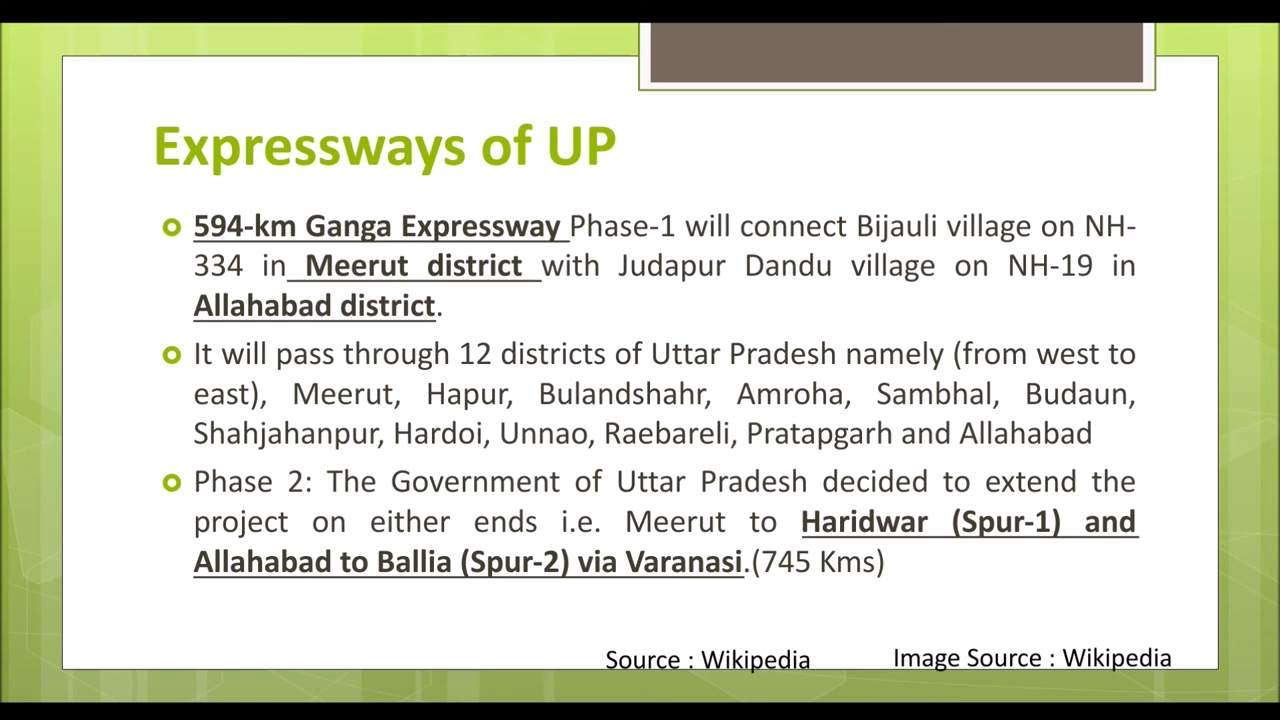 Expressways of UP
594-km Ganga Expressway Phase-1 will connect Bijauli village on NH-
334 in Meerut district with Judapur Dandu village on NH-19 in
Allahabad district.
It will pass through 12 districts of Uttar Pradesh namely (from west to
east), Meerut, Hapur, Bulandshahr, Amroha, Sambhal, Budaun,
Shahjahanpur, Hardoi, Unnao, Raebareli, Pratapgarh and Allahabad
Phase 2: The Government of Uttar Pradesh decided to extend the
project on either ends i.e. Meerut to Haridwar (Spur-1) and
Allahabad to Ballia (Spur-2) via Varanasi.(745 Kms)
Source : Wikipedia
Image Source : Wikipedia